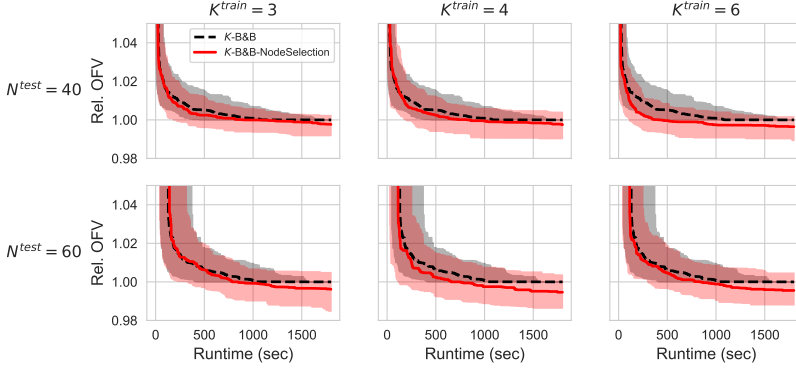 K^train = 3
K^train = 4
K^train = 6
N^test = 40
Rel. OFV
1.04
1.02
1.00
0.98
K-B&B
K-B&B-NodeSelection
N^test = 60
Rel. OFV
1.04
1.02
1.00
0.98
0 500 1000 1500
0 500 1000 1500
0 500 1000 1500
Runtime (sec)
Runtime (sec)
Runtime (sec)